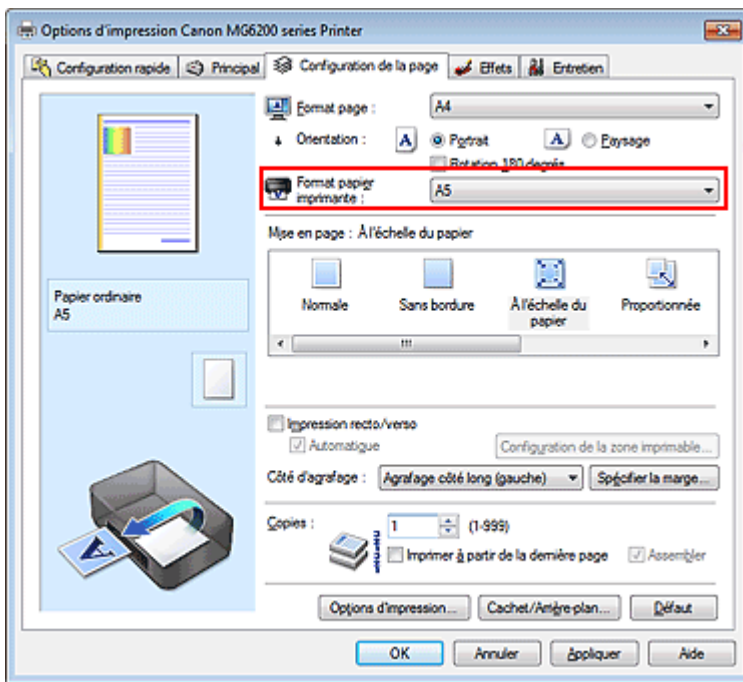 Options d'impression Canon MG6200 series Printer
Configuration rapide Principal Configuration de la page Effets Entretien
Format page : A4
Orientation : A Portrait A Paysage
Rotation 180 degrés
Format papier imprimante : A5
Mise en page : À l'échelle du papier
Normale Sans bordure À l'échelle du papier Proportionnée
Papier ordinaire
A5
Impression recto/verso
Automatique Configuration de la zone imprimable...
Côté d'agrafage : Agrafage côté long (gauche) Spécifier la marge...
Copies : 1 (1-999)
Imprimer à partir de la dernière page Assembler
Options d'impression... Cachet/Arrière-plan... Défaut
OK Annuler Appliquer Aide